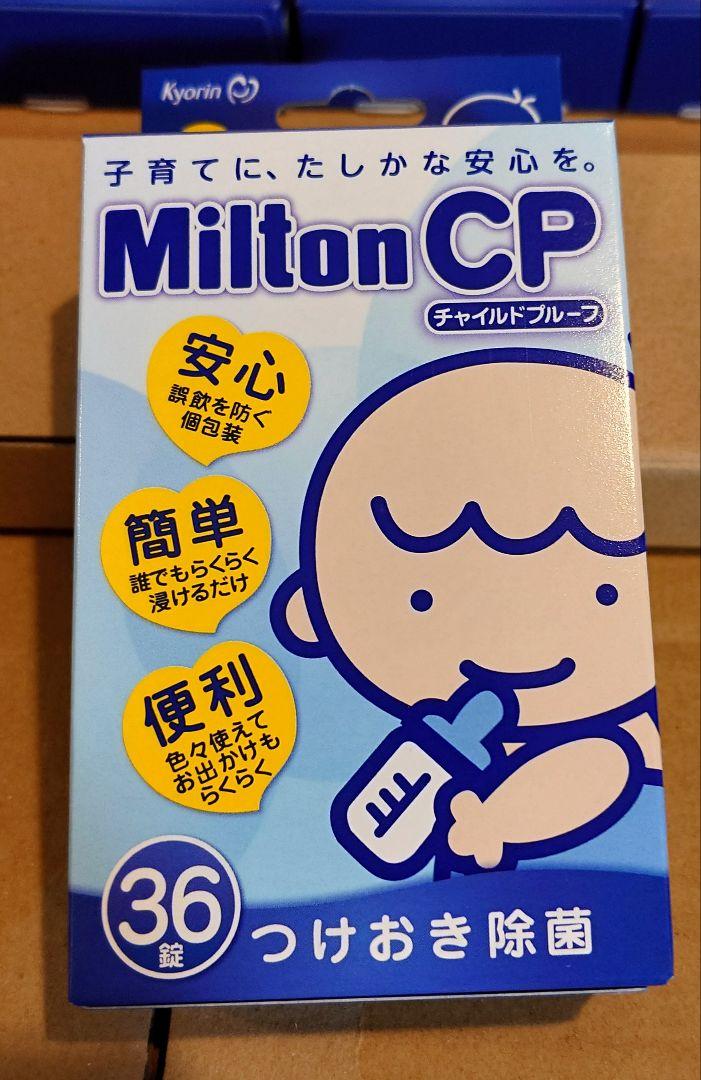 Kyorin
子育てに、たしかな安心を。
Milton CP
チャイルドプルーフ
安心
誤飲を防ぐ
個包装
簡単
誰でもらくらく
浸けるだけ
便利
色々使えて
お出かけも
らくらく
36
錠
つけおき除菌